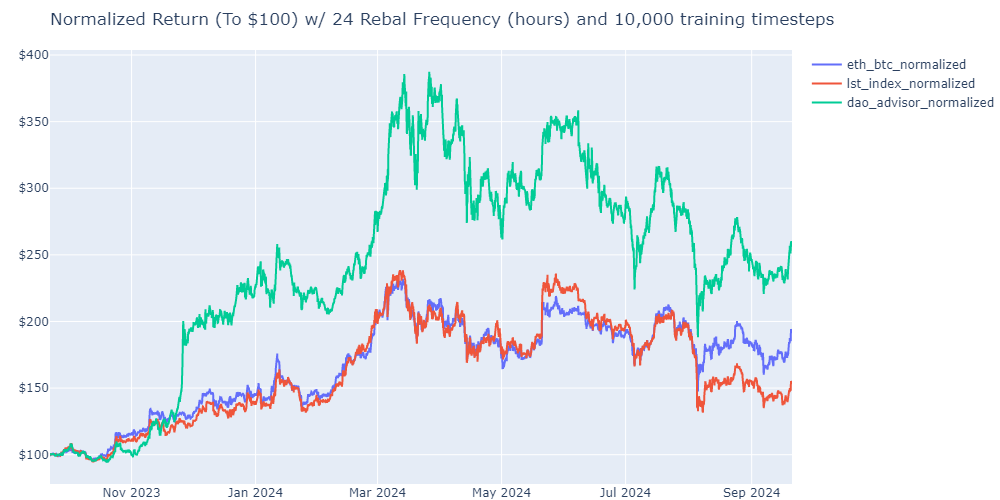 Normalized Return (To $100) w/ 24 Rebal Frequency (hours) and 10,000 training timesteps
$400
$350
$300
$250
$200
$150
$100
Nov 2023
Jan 2024
Mar 2024
May 2024
Jul 2024
Sep 2024
eth_btc_normalized
lst_index_normalized
dao_advisor_normalized